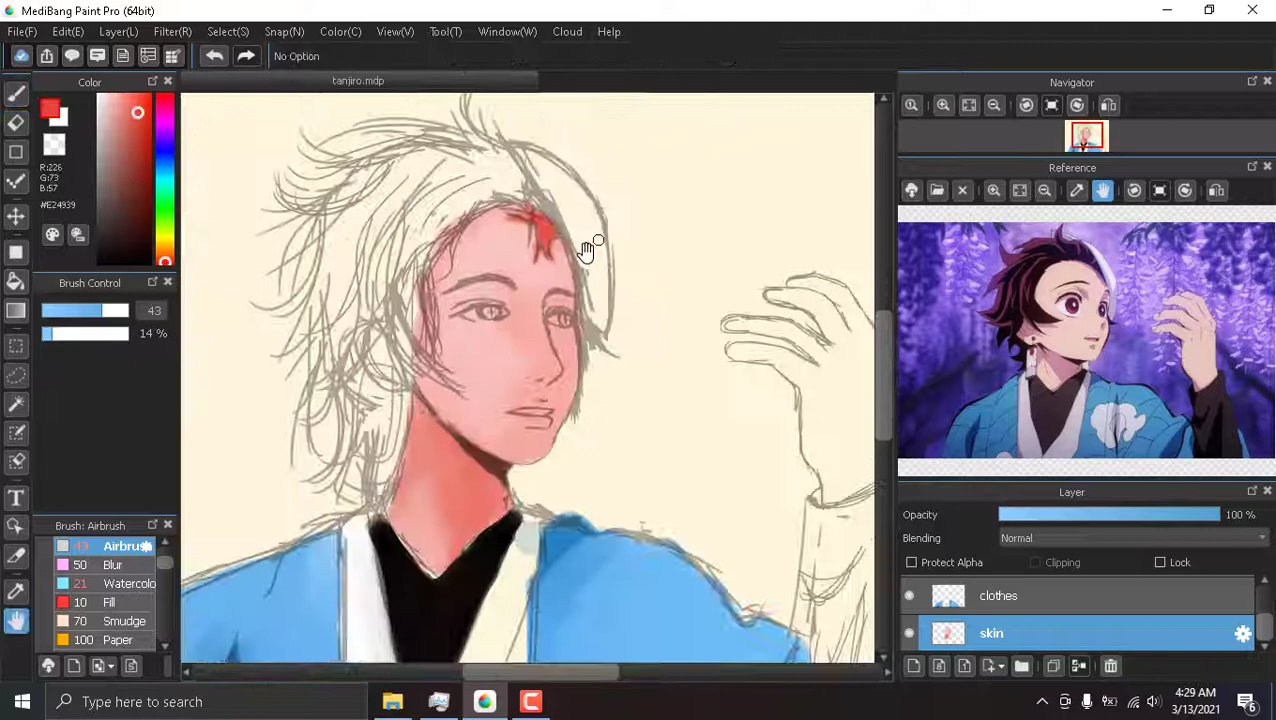 MediBang Paint Pro (64bit)
File(F) Edit(E) Layer(L) Filter(R) Select(S) Snap(N) Color(C) View(V) Tool(T) Window(W) Cloud Help
No Option
Color
tanjiro.mdp
Navigator
R:226
G:73
B:57
#E24939
Reference
Brush Control
43
14 %
Brush: Airbrush
43 Airbrush
50 Blur
21 Watercolo
10 Fill
70 Smudge
100 Paper
Layer
Opacity 100 %
Blending Normal
Protect Alpha Clipping Lock
clothes
skin
T
Type here to search
4:29 AM
3/13/2021
6